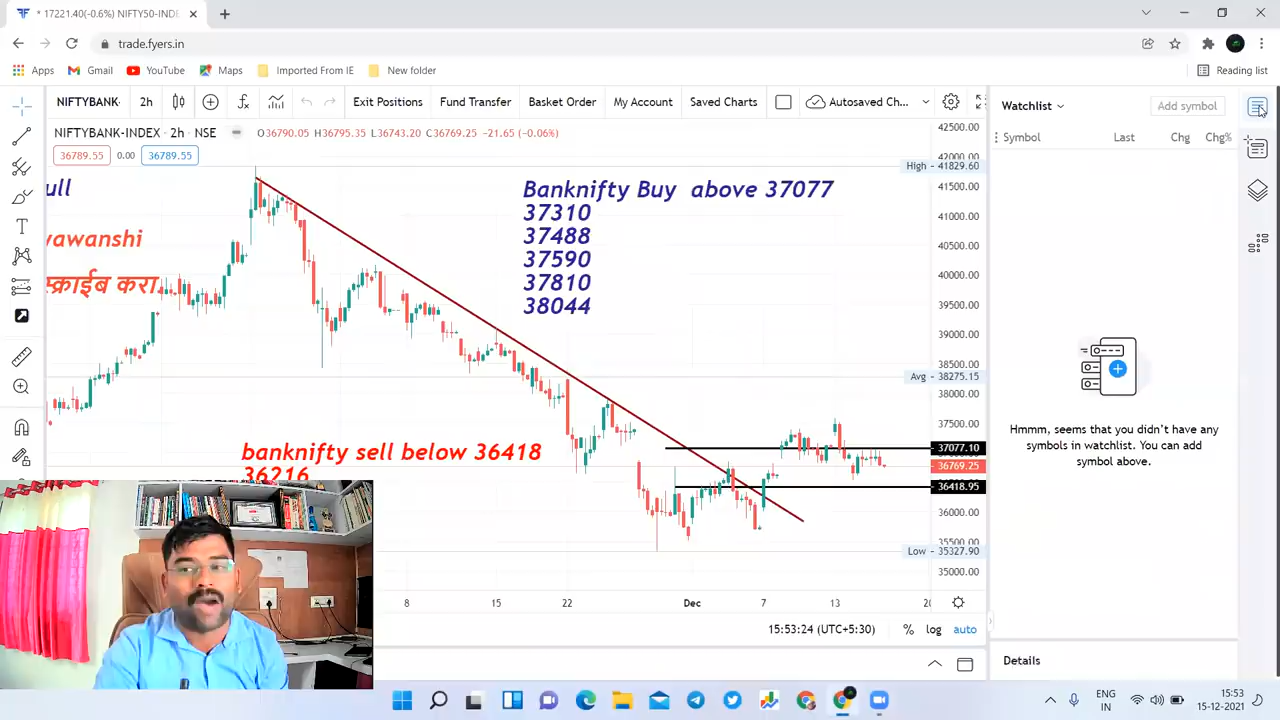 * 17221.40(-0.6%) NIFTY50-INDE
trade.fyers.in
Apps Gmail YouTube Maps Imported From IE New folder Reading list
NIFTYBANK- 2h Exit Positions Fund Transfer Basket Order My Account Saved Charts Autosaved Ch...
Watchlist Add symbol
NIFTYBANK-INDEX · 2h · NSE O36790.05 H36795.35 L36743.20 C36769.25 -21.65 (-0.06%)
Symbol Last Chg Chg%
36789.55 0.00 36789.55
42500.00
42000.00
High - 41829.60
41500.00
41000.00
40500.00
40000.00
39500.00
39000.00
38500.00
Avg - 38275.15
38000.00
37500.00
37077.10
36769.25
36418.95
36000.00
35500.00
Low - 35327.90
35000.00
ull
awanshi
स्क्राईब करा
Banknifty Buy above 37077
37310
37488
37590
37810
38044
banknifty sell below 36418
36216
Hmmm, seems that you didn't have any
symbols in watchlist. You can add
symbol above.
8 15 22 Dec 7 13 20
15:53:24 (UTC+5:30) % log auto
Details
ENG
IN
15:53
15-12-2021